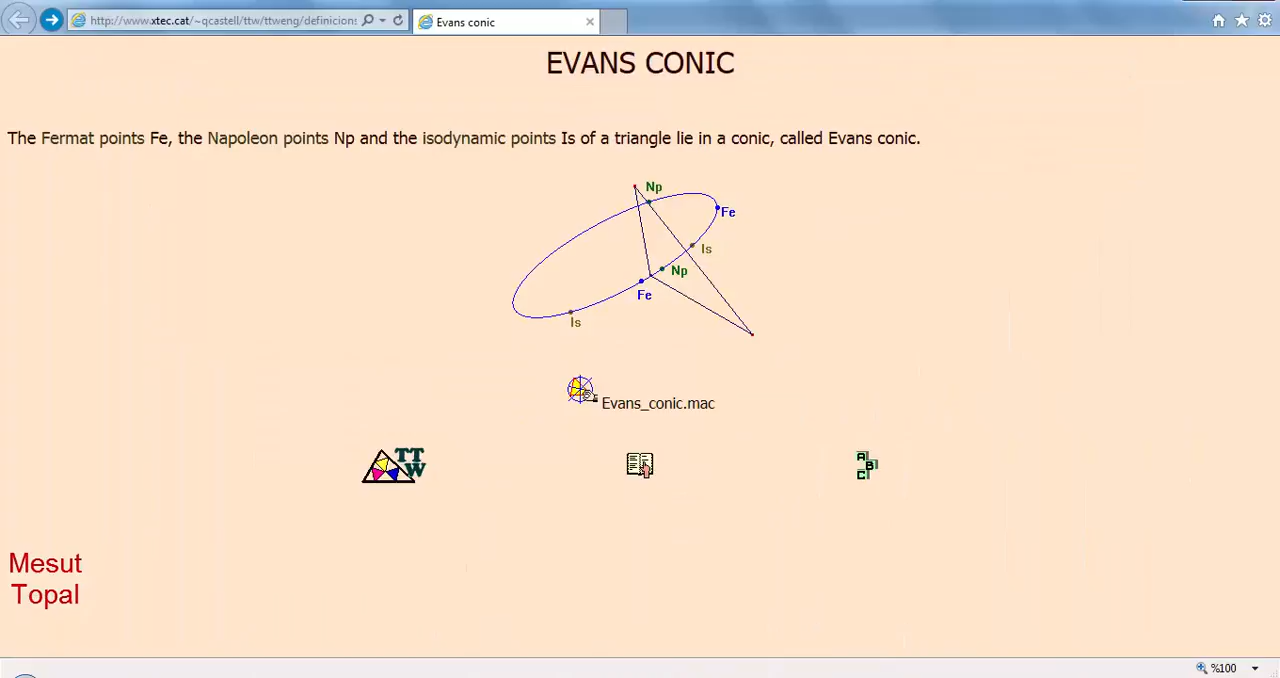 http://www.xtec.cat/~qcastell/ttw/ttweng/definicion
Evans conic
EVANS CONIC
The Fermat points Fe, the Napoleon points Np and the isodynamic points Is of a triangle lie in a conic, called Evans conic.
Np
Fe
Is
Np
Fe
Is
Evans_conic.mac
TT
W
A
B
C
Mesut
Topal
%100